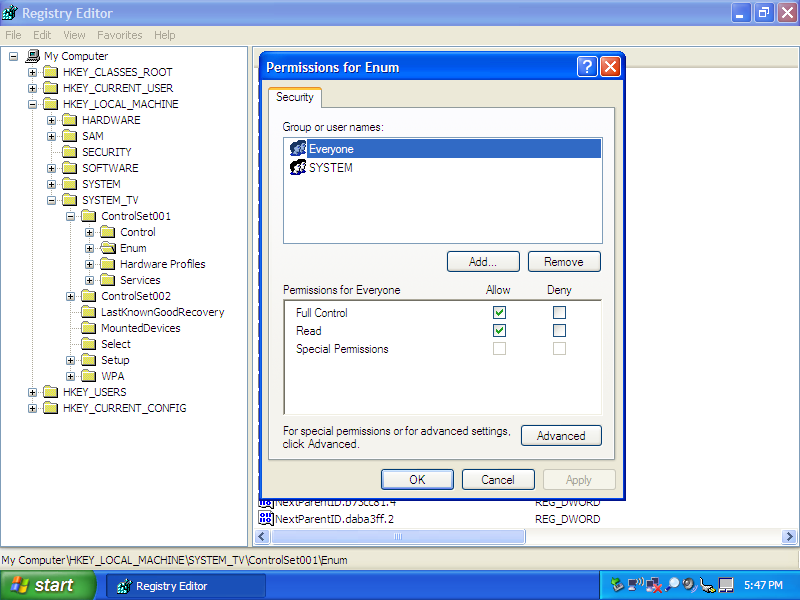 Registry Editor
File Edit View Favorites Help
My Computer
HKEY_CLASSES_ROOT
HKEY_CURRENT_USER
HKEY_LOCAL_MACHINE
HARDWARE
SAM
SECURITY
SOFTWARE
SYSTEM
SYSTEM_TV
ControlSet001
Control
Enum
Hardware Profiles
Services
ControlSet002
LastKnownGoodRecovery
MountedDevices
Select
Setup
WPA
HKEY_USERS
HKEY_CURRENT_CONFIG
Permissions for Enum
Security
Group or user names:
Everyone
SYSTEM
Add... Remove
Permissions for Everyone Allow Deny
Full Control
Read
Special Permissions
For special permissions or for advanced settings,
click Advanced.
Advanced
OK Cancel Apply
NextParentID.b73cc81.4 REG_DWORD
NextParentID.daba3ff.2 REG_DWORD
My Computer\HKEY_LOCAL_MACHINE\SYSTEM_TV\ControlSet001\Enum
start Registry Editor 5:47 PM